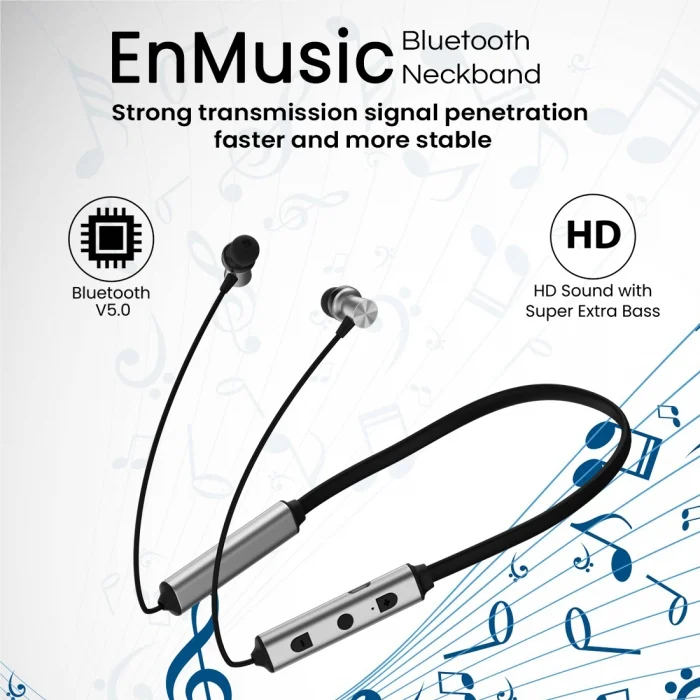 EnMusic Bluetooth
Neckband
Strong transmission signal penetration
faster and more stable
HD
Bluetooth
V5.0
HD Sound with
Super Extra Bass